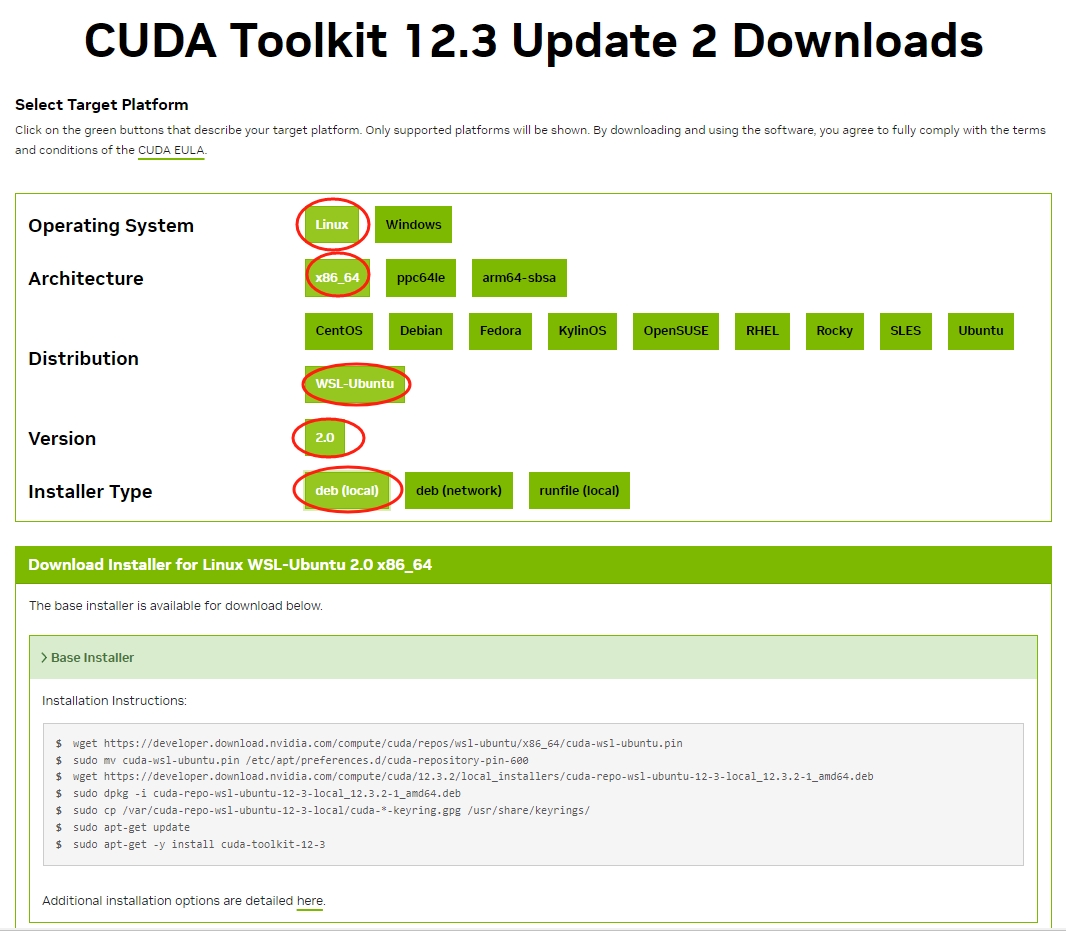 CUDA Toolkit 12.3 Update 2 Downloads
Select Target Platform
Click on the green buttons that describe your target platform. Only supported platforms will be shown. By downloading and using the software, you agree to fully comply with the terms
and conditions of the CUDA EULA.
Operating System Linux Windows
Architecture x86_64 ppc64le arm64-sbsa
CentOS Debian Fedora KylinOS OpenSUSE RHEL Rocky SLES Ubuntu
Distribution
WSL-Ubuntu
Version 2.0
Installer Type deb (local) deb (network) runfile (local)
Download Installer for Linux WSL-Ubuntu 2.0 x86_64
The base installer is available for download below.
> Base Installer
Installation Instructions:
$ wget https://developer.download.nvidia.com/compute/cuda/repos/wsl-ubuntu/x86_64/cuda-wsl-ubuntu.pin
$ sudo mv cuda-wsl-ubuntu.pin /etc/apt/preferences.d/cuda-repository-pin-600
$ wget https://developer.download.nvidia.com/compute/cuda/12.3.2/local_installers/cuda-repo-wsl-ubuntu-12-3-local_12.3.2-1_amd64.deb
$ sudo dpkg -i cuda-repo-wsl-ubuntu-12-3-local_12.3.2-1_amd64.deb
$ sudo cp /var/cuda-repo-wsl-ubuntu-12-3-local/cuda-*-keyring.gpg /usr/share/keyrings/
$ sudo apt-get update
$ sudo apt-get -y install cuda-toolkit-12-3
Additional installation options are detailed here.